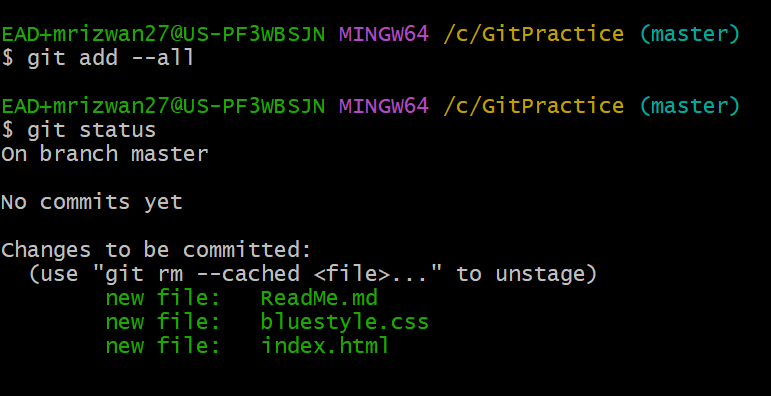 EAD+mrizwan27@US-PF3WBSJN MINGW64 /c/GitPractice (master)
$ git add --all
EAD+mrizwan27@US-PF3WBSJN MINGW64 /c/GitPractice (master)
$ git status
On branch master
No commits yet
Changes to be committed:
  (use "git rm --cached <file>..." to unstage)
        new file:   ReadMe.md
        new file:   bluestyle.css
        new file:   index.html